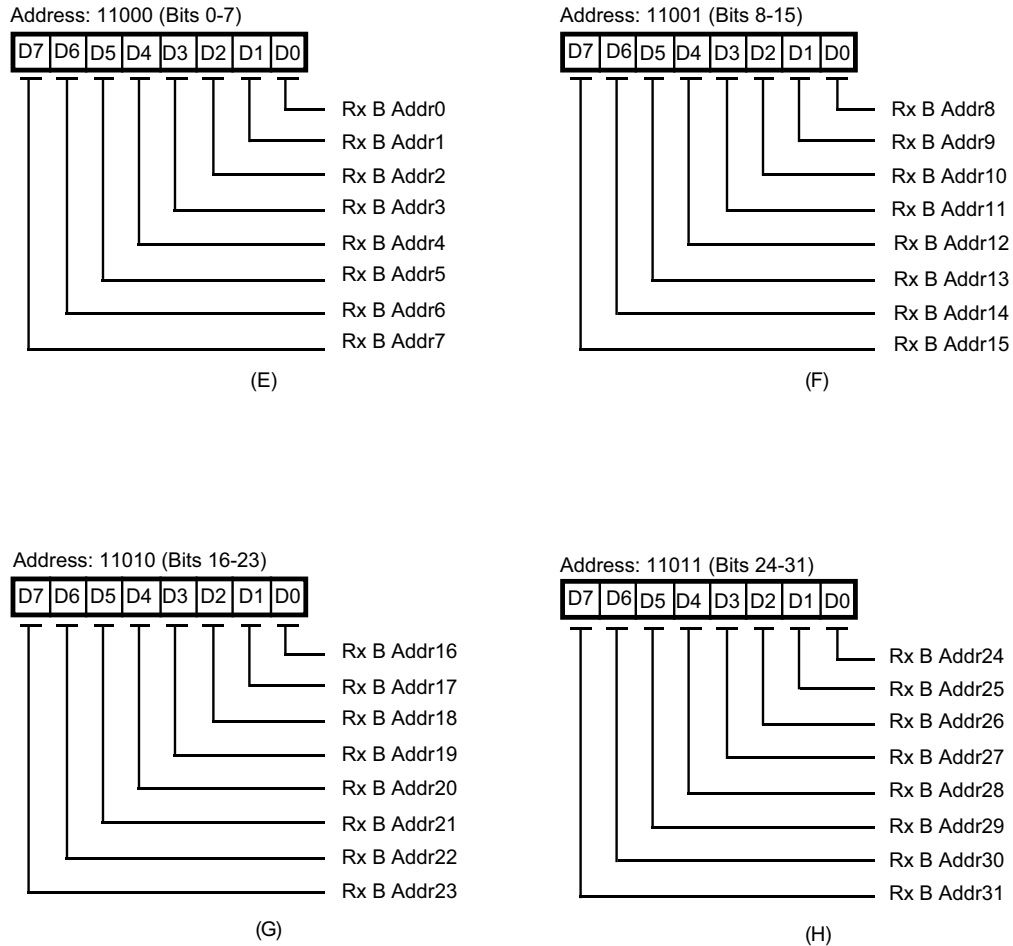 Address: 11000 (Bits 0-7)
D7 D6 D5 D4 D3 D2 D1 D0
Rx B Addr0
Rx B Addr1
Rx B Addr2
Rx B Addr3
Rx B Addr4
Rx B Addr5
Rx B Addr6
Rx B Addr7
(E)
Address: 11001 (Bits 8-15)
D7 D6 D5 D4 D3 D2 D1 D0
Rx B Addr8
Rx B Addr9
Rx B Addr10
Rx B Addr11
Rx B Addr12
Rx B Addr13
Rx B Addr14
Rx B Addr15
(F)
Address: 11010 (Bits 16-23)
D7 D6 D5 D4 D3 D2 D1 D0
Rx B Addr16
Rx B Addr17
Rx B Addr18
Rx B Addr19
Rx B Addr20
Rx B Addr21
Rx B Addr22
Rx B Addr23
(G)
Address: 11011 (Bits 24-31)
D7 D6 D5 D4 D3 D2 D1 D0
Rx B Addr24
Rx B Addr25
Rx B Addr26
Rx B Addr27
Rx B Addr28
Rx B Addr29
Rx B Addr30
Rx B Addr31
(H)